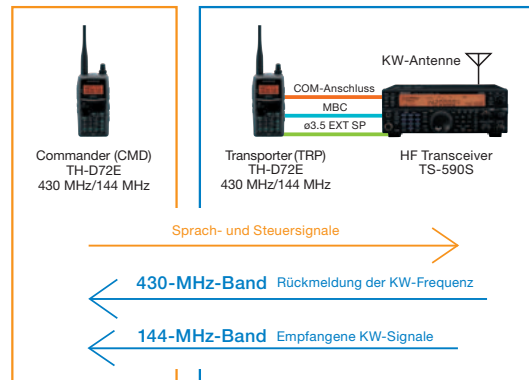 KW-Antenne
COM-Anschluss
MBC
ø3.5 EXT SP
Commander (CMD)
TH-D72E
430 MHz/144 MHz
Transporter (TRP)
TH-D72E
430 MHz/144 MHz
HF Transceiver
TS-590S
Sprach- und Steuersignale
430-MHz-Band Rückmeldung der KW-Frequenz
144-MHz-Band Empfangene KW-Signale